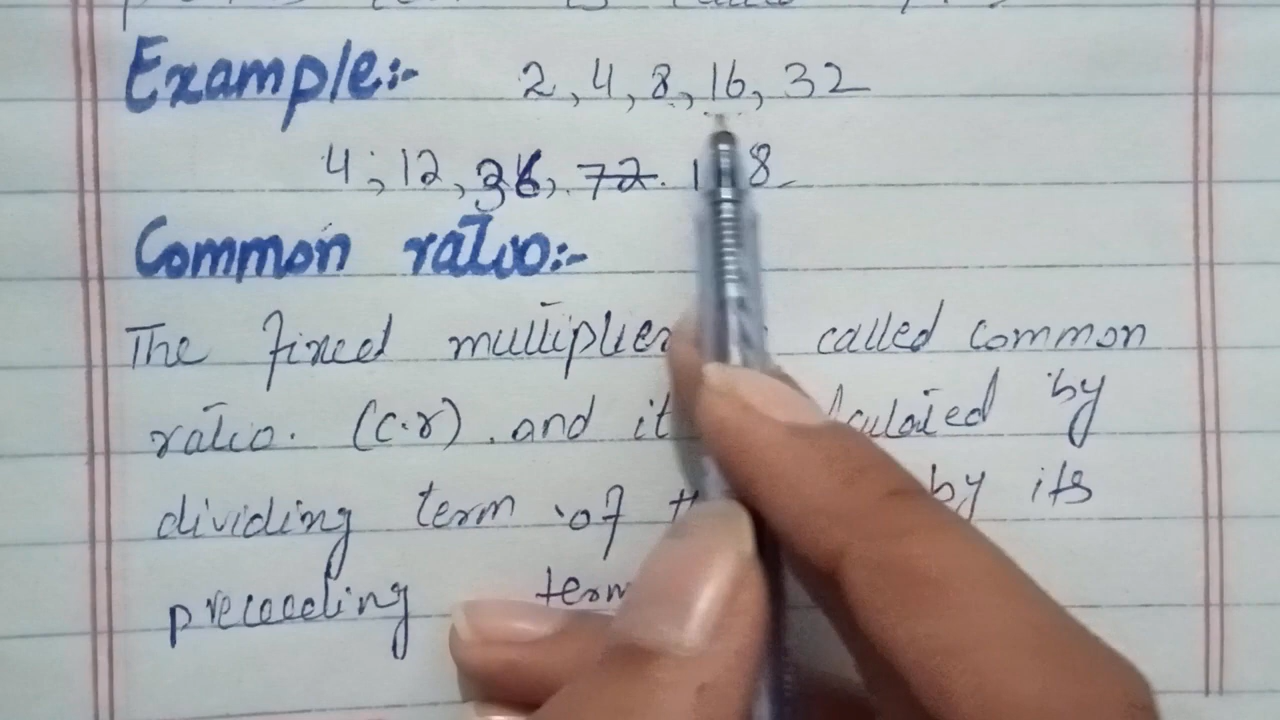 Example:- 2, 4, 8, 16, 32
4, 12, 36, 72. 1 8
Common ratio:-
The fixed multiplier called common
ratio. (c.r). and it by
dividing term of by its
preceeding term